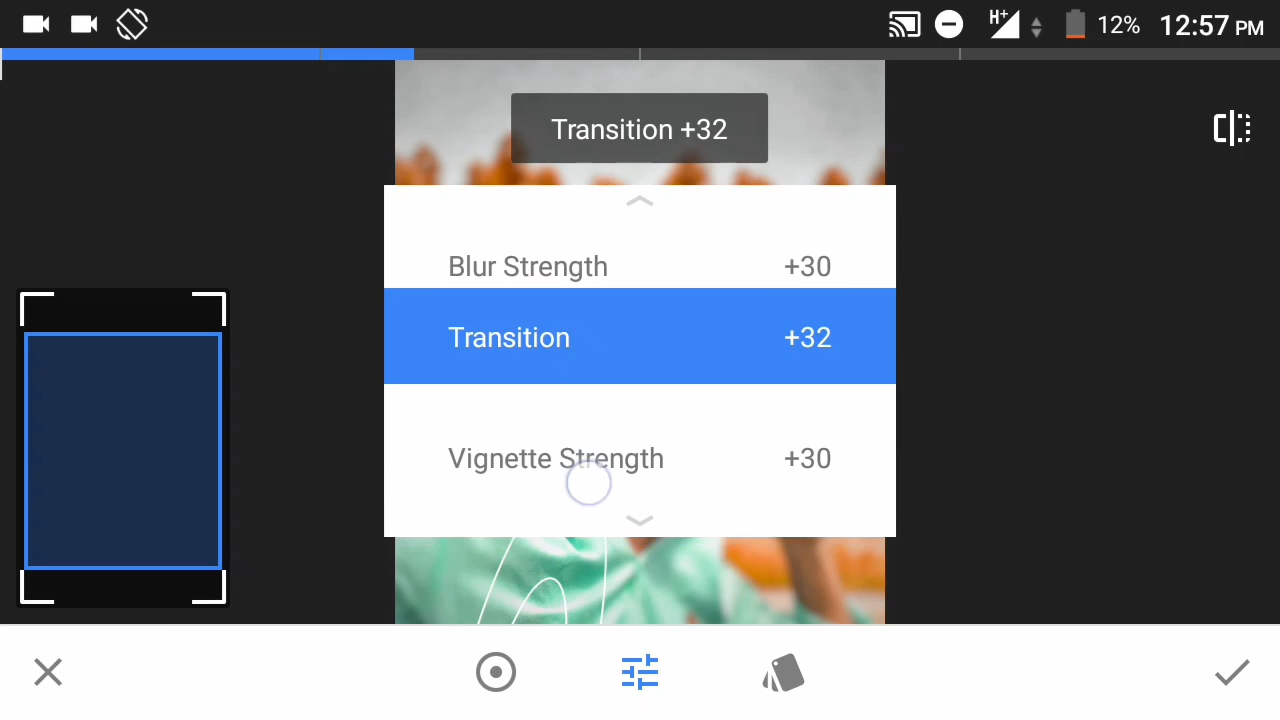 H+ 12% 12:57 PM
Transition +32
Blur Strength +30
Transition +32
Vignette Strength +30